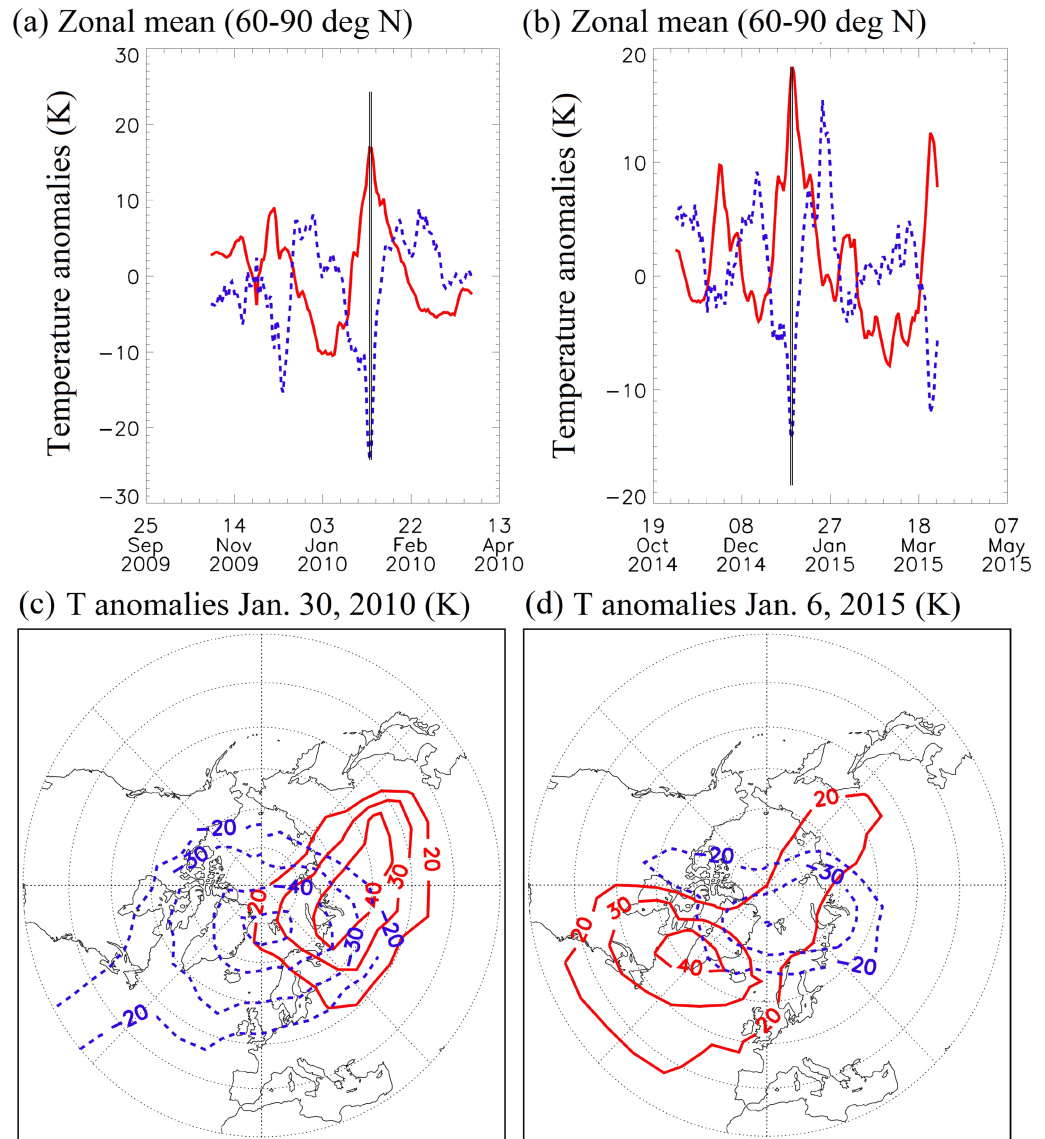 (a) Zonal mean (60-90 deg N)
(b) Zonal mean (60-90 deg N)
Temperature anomalies (K)
30
20
10
0
−10
−20
−30
25 14 03 22 13
Sep Nov Jan Feb Apr
2009 2009 2010 2010 2010
Temperature anomalies (K)
20
10
0
−10
−20
19 08 27 18 07
Oct Dec Jan Mar May
2014 2014 2015 2015 2015
(c) T anomalies Jan. 30, 2010 (K)
−20
−30
−40
20
40
30
20
−30
−20
−20
(d) T anomalies Jan. 6, 2015 (K)
20
−20
−30
30
20
40
−20
20